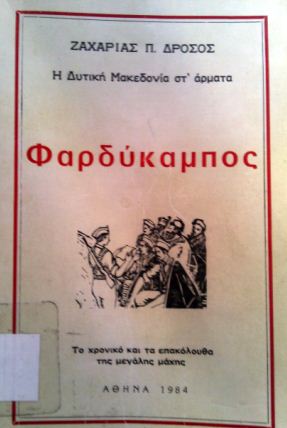 ΖΑΧΑΡΙΑΣ Π. ΔΡΟΣΟΣ
Η Δυτική Μακεδονία στ' άρματα
Φαρδύκαμπος
Το χρονικό και τα επακόλουθα
της μεγάλης μάχης
ΑΘΗΝΑ 1984